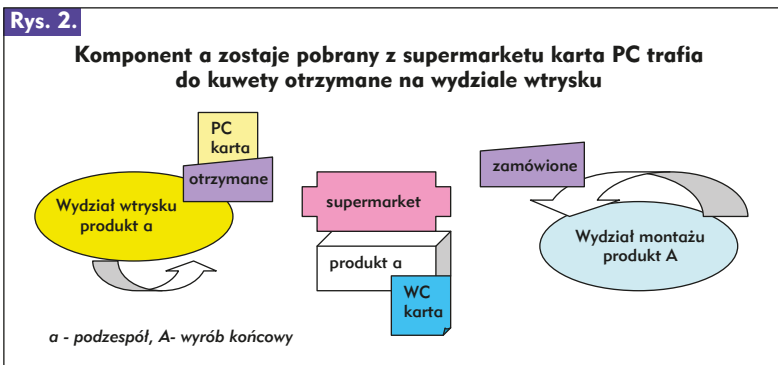 Rys. 2.
Komponent a zostaje pobrany z supermarketu karta PC trafia
do kuwety otrzymane na wydziale wtrysku
PC
karta
otrzymane
Wydział wtrysku
produkt a
supermarket
produkt a
WC
karta
zamówione
Wydział montażu
produkt A
a - podzespół, A- wyrób końcowy